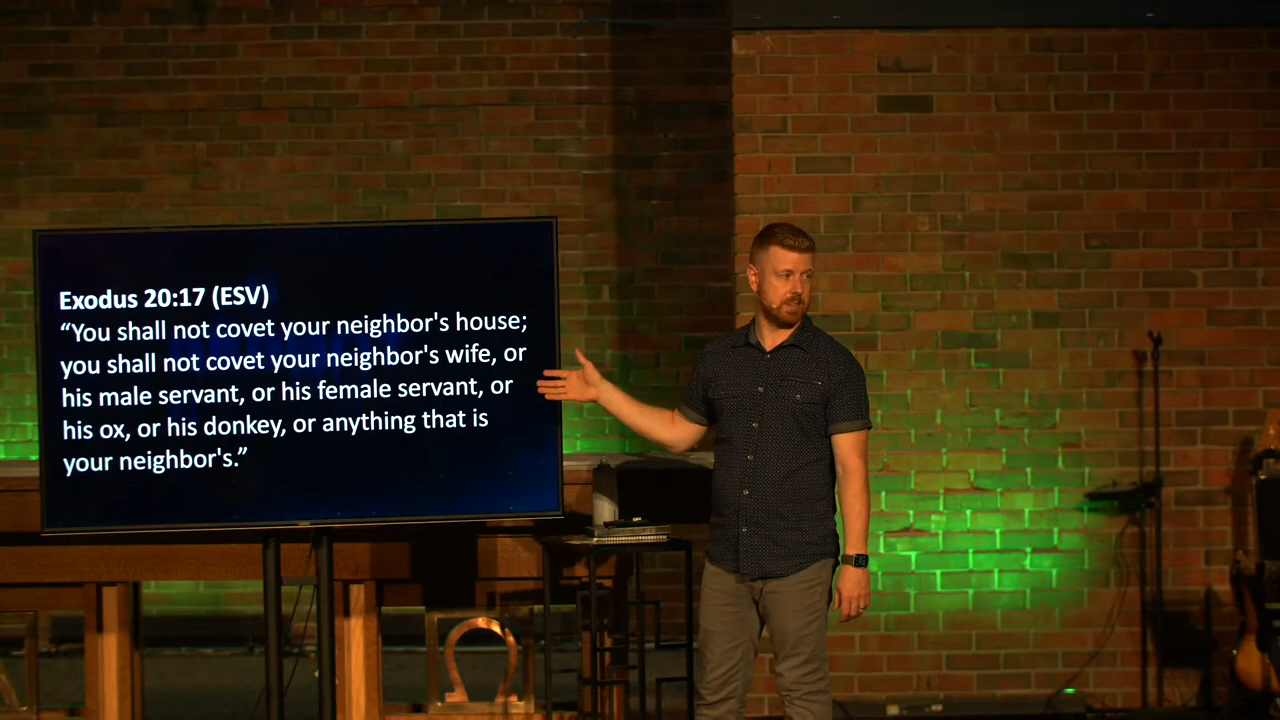 Exodus 20:17 (ESV)
“You shall not covet your neighbor's house;
you shall not covet your neighbor's wife, or
his male servant, or his female servant, or
his ox, or his donkey, or anything that is
your neighbor's.”
Ω